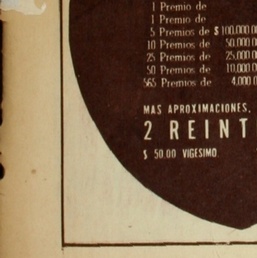 1 Premio de
1 Premio de
5 Premios de $ 100,000.0
10 Premios de 50,000.0
25 Premios de 25,000.0
50 Premios de 10,000.0
565 Premios de 4,000.0
MAS APROXIMACIONES,
2 REINT
$ 50.00 VIGESIMO